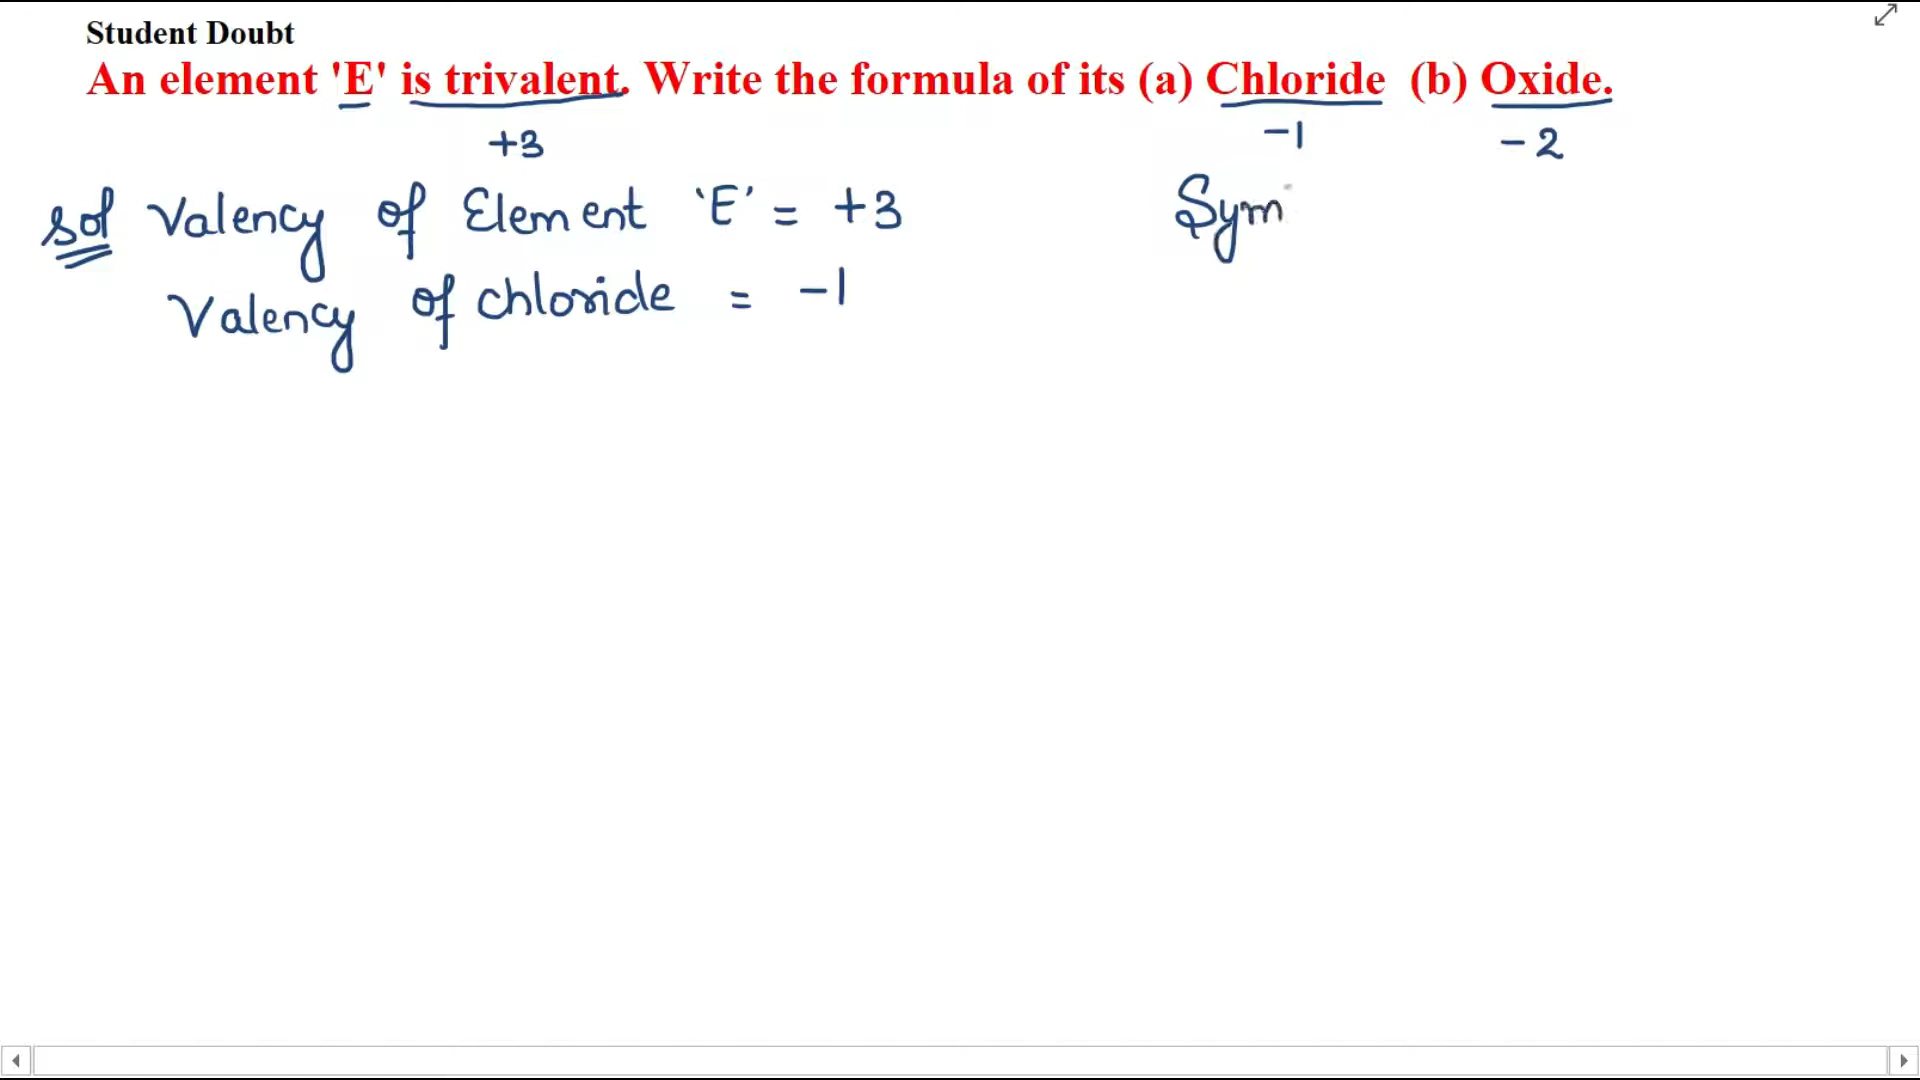 Student Doubt
An element 'E' is trivalent. Write the formula of its (a) Chloride (b) Oxide.
+3 -1 -2
Sol Valency of Element 'E' = +3 Sym
Valency of chloride = -1